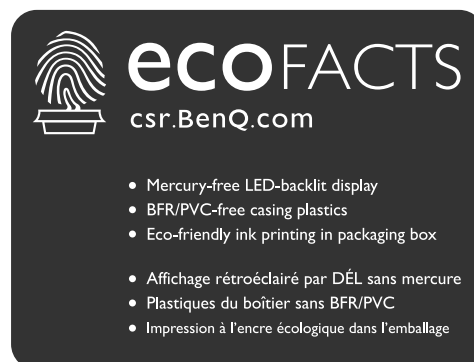 ecoFACTS
csr.BenQ.com
• Mercury-free LED-backlit display
• BFR/PVC-free casing plastics
• Eco-friendly ink printing in packaging box
• Affichage rétroéclairé par DÉL sans mercure
• Plastiques du boîtier sans BFR/PVC
• Impression à l'encre écologique dans l'emballage